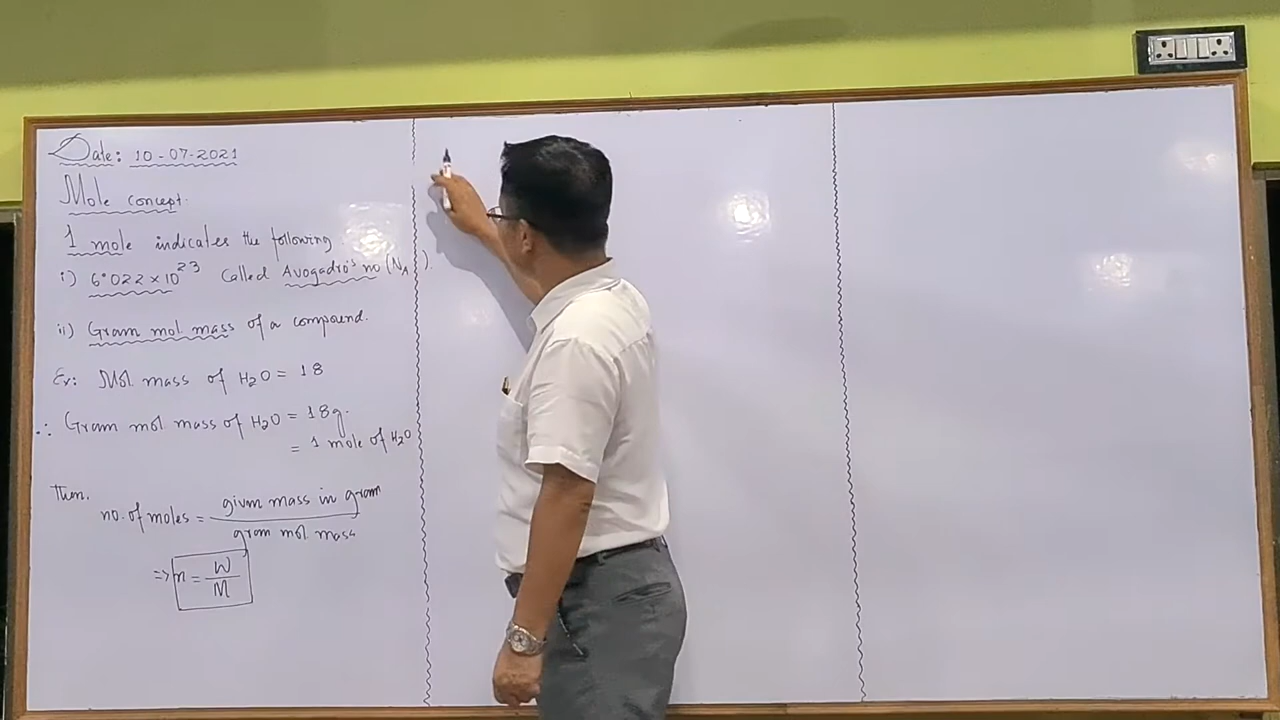 Date: 10-07-2021
Mole concept.
1 mole indicates the following
i) 6.022 × 10²³ called Avogadro's no (N_A).
ii) Gram mol mass of a compound.
Ex: Mol mass of H₂O = 18
∴ Gram mol mass of H₂O = 18g.
= 1 mole of H₂O
Then.
no. of moles = given mass in gram
gram mol mass
=> n = W
M